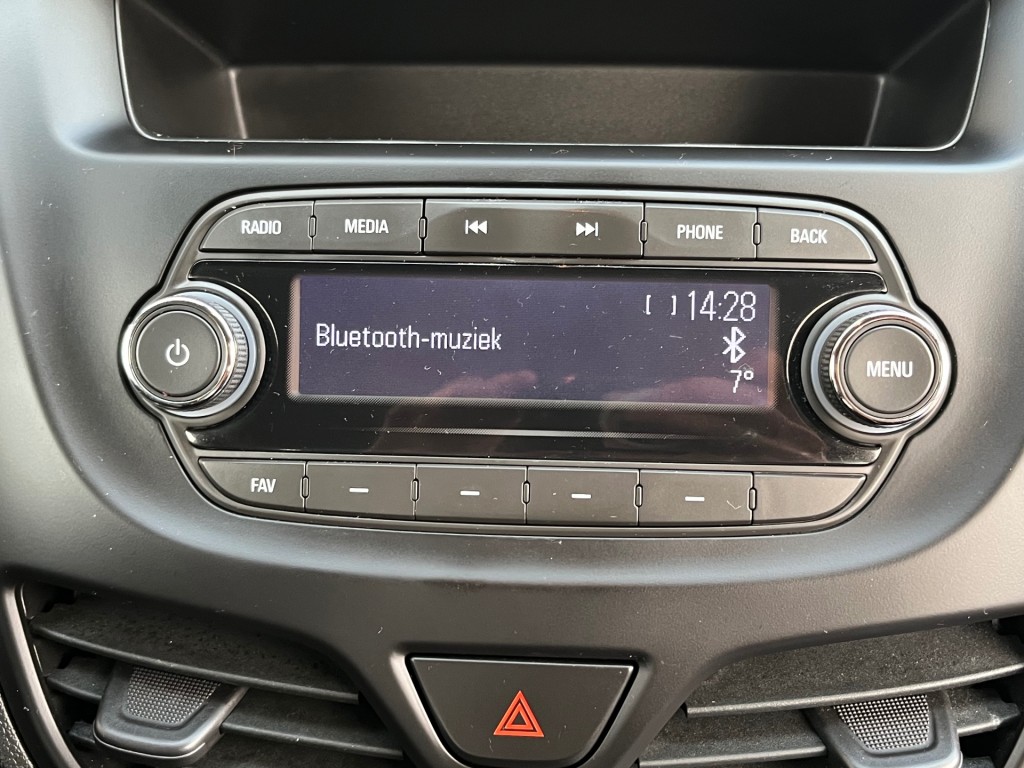 RADIO MEDIA PHONE BACK
[ ] 14:28
Bluetooth-muziek
7°
MENU
FAV